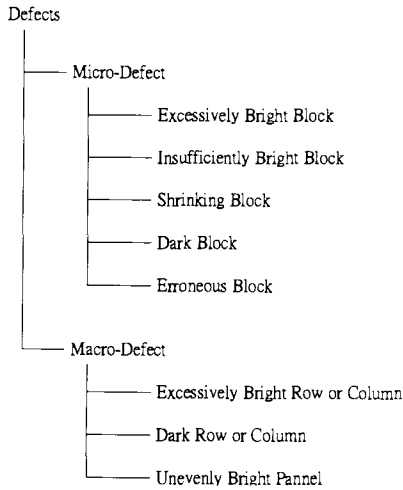 Defects
Micro-Defect
Excessively Bright Block
Insufficiently Bright Block
Shrinking Block
Dark Block
Erroneous Block
Macro-Defect
Excessively Bright Row or Column
Dark Row or Column
Unevenly Bright Pannel